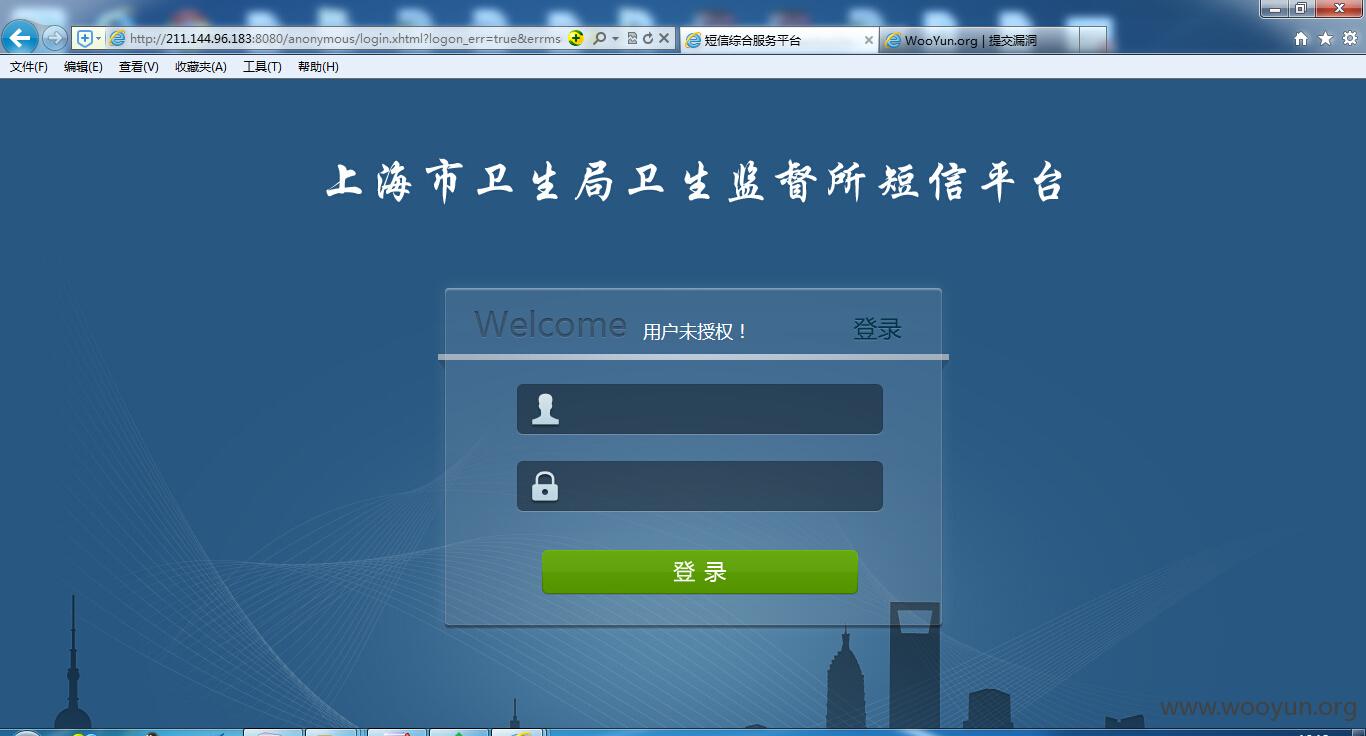 http://211.144.96.183:8080/anonymous/login.xhtml?logon_err=true&errms
短信综合服务平台
WooYun.org | 提交漏洞
文件(F) 编辑(E) 查看(V) 收藏夹(A) 工具(T) 帮助(H)
上海市卫生局卫生监督所短信平台
Welcome 用户未授权！ 登录
登 录
www.wooyun.org